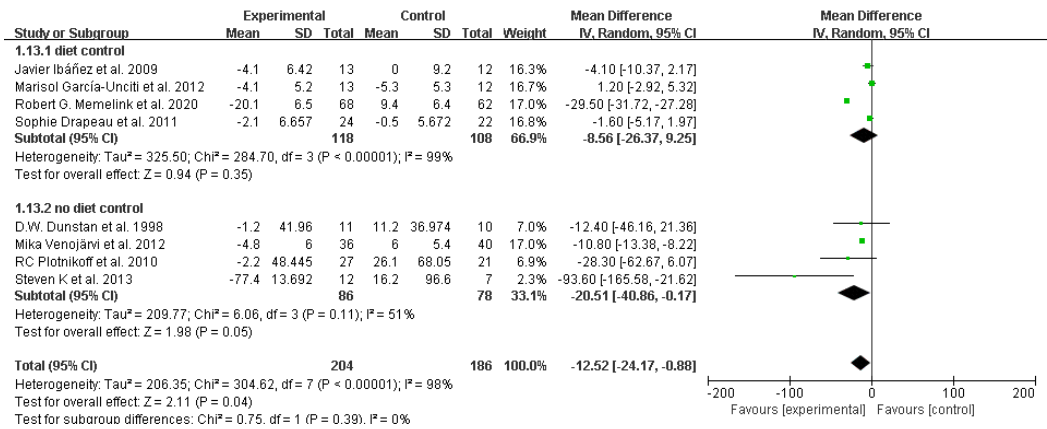 Experimental Control Mean Difference Mean Difference
Study or Subgroup Mean SD Total Mean SD Total Weight IV, Random, 95% CI IV, Random, 95% CI
1.13.1 diet control
Javier Ibáñez et al. 2009 -4.1 6.42 13 0 9.2 12 16.3% -4.10 [-10.37, 2.17]
Marisol García-Unciti et al. 2012 -4.1 5.2 13 -5.3 5.3 12 16.8% 1.20 [-2.92, 5.32]
Robert G. Memelink et al. 2020 -20.1 6.5 68 9.4 6.4 62 17.0% -29.50 [-31.72, -27.28]
Sophie Drapeau et al. 2011 -2.1 6.657 24 -0.5 5.672 22 16.8% -1.60 [-5.17, 1.97]
Subtotal (95% CI) 118 108 66.9% -8.56 [-26.37, 9.25]
Heterogeneity: Tau² = 325.50; Chi² = 284.70, df = 3 (P < 0.00001); I² = 99%
Test for overall effect: Z = 0.94 (P = 0.35)
1.13.2 no diet control
D.W. Dunstan et al. 1998 -1.2 41.96 11 11.2 36.974 10 7.0% -12.40 [-46.16, 21.36]
Mika Venojärvi et al. 2012 -4.8 6 36 6 5.4 40 17.0% -10.80 [-13.38, -8.22]
RC Plotnikoff et al. 2010 -2.2 48.445 27 26.1 68.05 21 6.9% -28.30 [-62.67, 6.07]
Steven K et al. 2013 -77.4 13.692 12 16.2 96.6 7 2.3% -93.60 [-165.58, -21.62]
Subtotal (95% CI) 86 78 33.1% -20.51 [-40.86, -0.17]
Heterogeneity: Tau² = 209.77; Chi² = 6.06, df = 3 (P = 0.11); I² = 51%
Test for overall effect: Z = 1.98 (P = 0.05)
Total (95% CI) 204 186 100.0% -12.52 [-24.17, -0.88]
Heterogeneity: Tau² = 206.35; Chi² = 304.62, df = 7 (P < 0.00001); I² = 98%
Test for overall effect: Z = 2.11 (P = 0.04)
Test for subgroup differences: Chi² = 0.75, df = 1 (P = 0.39), I² = 0%
-200 -100 0 100 200
Favours [experimental] Favours [control]